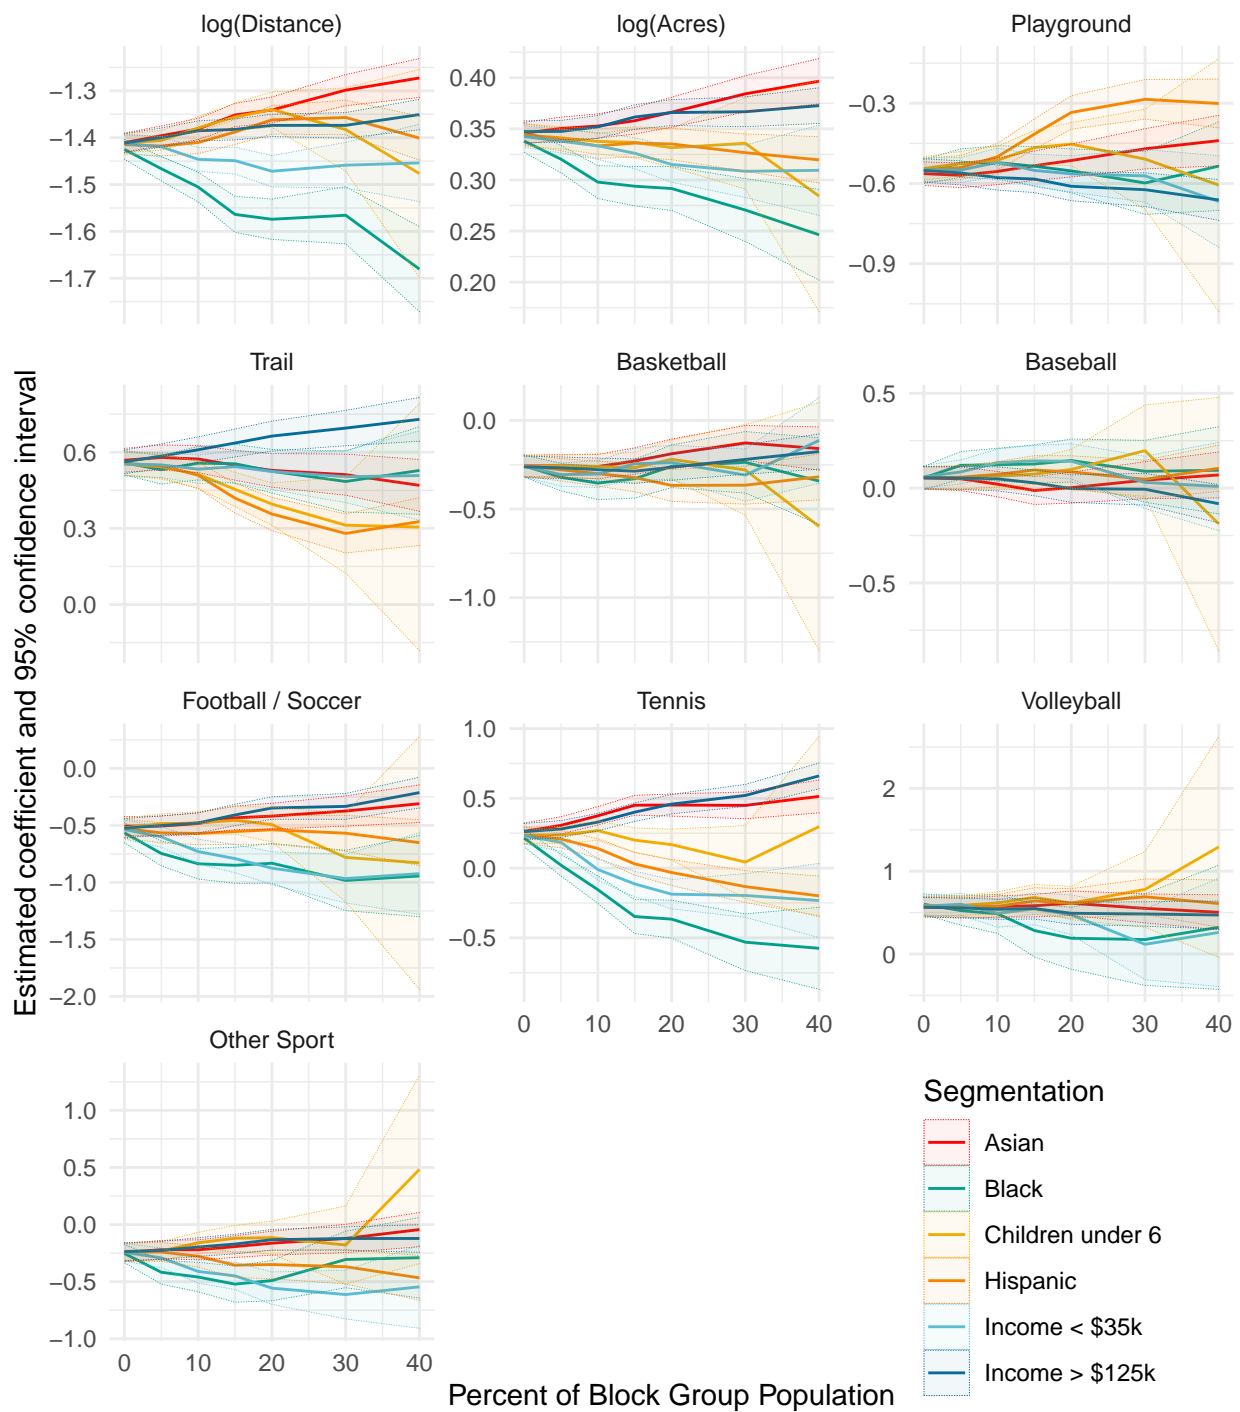 log(Distance) log(Acres) Playground
−1.3
−1.4
−1.5
−1.6
−1.7
0.40
0.35
0.30
0.25
0.20
−0.3
−0.6
−0.9
Trail Basketball Baseball
0.6
0.3
0.0
0.0
−0.5
−1.0
0.5
0.0
−0.5
Football / Soccer Tennis Volleyball
0.0
−0.5
−1.0
−1.5
−2.0
1.0
0.5
0.0
−0.5
2
1
0
0 10 20 30 40
0 10 20 30 40
Other Sport
1.0
0.5
0.0
−0.5
−1.0
0 10 20 30 40
Estimated coefficient and 95% confidence interval
Percent of Block Group Population
Segmentation
Asian
Black
Children under 6
Hispanic
Income < $35k
Income > $125k